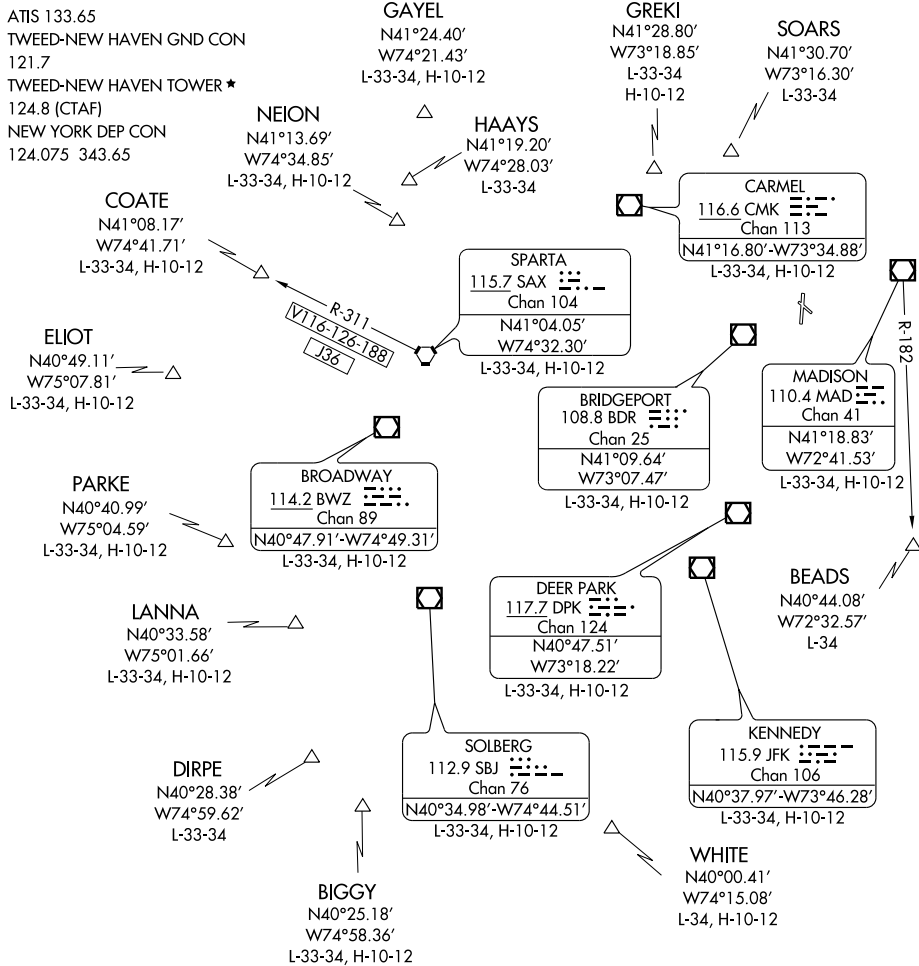 ATIS 133.65
TWEED-NEW HAVEN GND CON
121.7
TWEED-NEW HAVEN TOWER ★
124.8 (CTAF)
NEW YORK DEP CON
124.075 343.65
GAYEL
N41°24.40′
W74°21.43′
L-33-34, H-10-12
GREKI
N41°28.80′
W73°18.85′
L-33-34
H-10-12
SOARS
N41°30.70′
W73°16.30′
L-33-34
NEION
N41°13.69′
W74°34.85′
L-33-34, H-10-12
HAAYS
N41°19.20′
W74°28.03′
L-33-34
COATE
N41°08.17′
W74°41.71′
L-33-34, H-10-12
CARMEL
116.6 CMK
Chan 113
N41°16.80′-W73°34.88′
L-33-34, H-10-12
SPARTA
115.7 SAX
Chan 104
N41°04.05′
W74°32.30′
L-33-34, H-10-12
R-311
V116-126-188
J36
R-182
ELIOT
N40°49.11′
W75°07.81′
L-33-34, H-10-12
BRIDGEPORT
108.8 BDR
Chan 25
N41°09.64′
W73°07.47′
L-33-34, H-10-12
MADISON
110.4 MAD
Chan 41
N41°18.83′
W72°41.53′
L-33-34, H-10-12
BROADWAY
114.2 BWZ
Chan 89
N40°47.91′-W74°49.31′
L-33-34, H-10-12
PARKE
N40°40.99′
W75°04.59′
L-33-34, H-10-12
DEER PARK
117.7 DPK
Chan 124
N40°47.51′
W73°18.22′
L-33-34, H-10-12
BEADS
N40°44.08′
W72°32.57′
L-34
LANNA
N40°33.58′
W75°01.66′
L-33-34, H-10-12
SOLBERG
112.9 SBJ
Chan 76
N40°34.98′-W74°44.51′
L-33-34, H-10-12
KENNEDY
115.9 JFK
Chan 106
N40°37.97′-W73°46.28′
L-33-34, H-10-12
DIRPE
N40°28.38′
W74°59.62′
L-33-34
WHITE
N40°00.41′
W74°15.08′
L-34, H-10-12
BIGGY
N40°25.18′
W74°58.36′
L-33-34, H-10-12